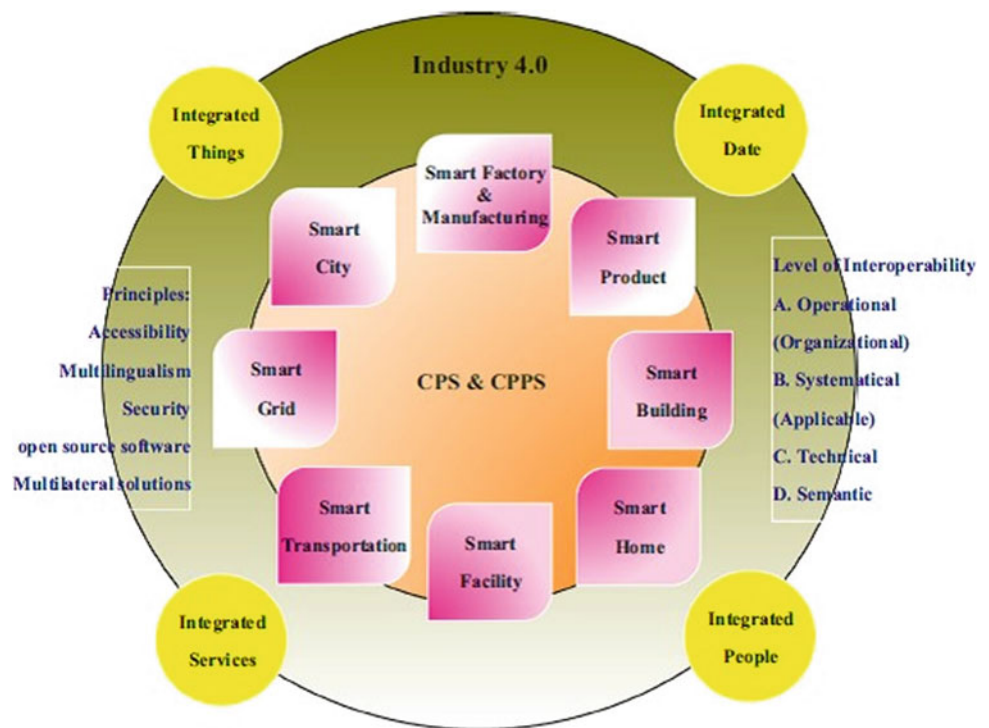 Industry 4.0
Integrated
Things
Integrated
Date
Smart Factory
&
Manufacturing
Smart
City
Smart
Product
Principles:
Accessibility
Multilingualism
Security
open source software
Multilateral solutions
Level of Interoperability
A. Operational
(Organizational)
B. Systematical
(Applicable)
C. Technical
D. Semantic
Smart
Grid
CPS & CPPS
Smart
Building
Smart
Transportation
Smart
Facility
Smart
Home
Integrated
Services
Integrated
People